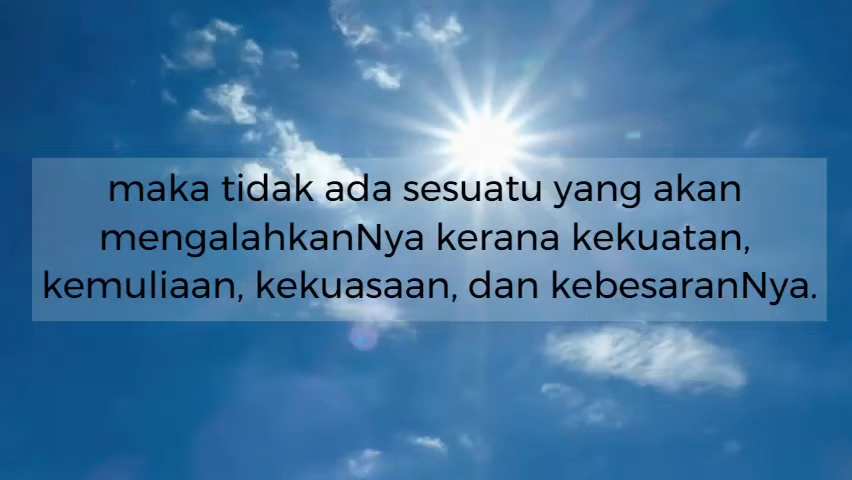 maka tidak ada sesuatu yang akan
mengalahkanNya kerana kekuatan,
kemuliaan, kekuasaan, dan kebesaranNya.